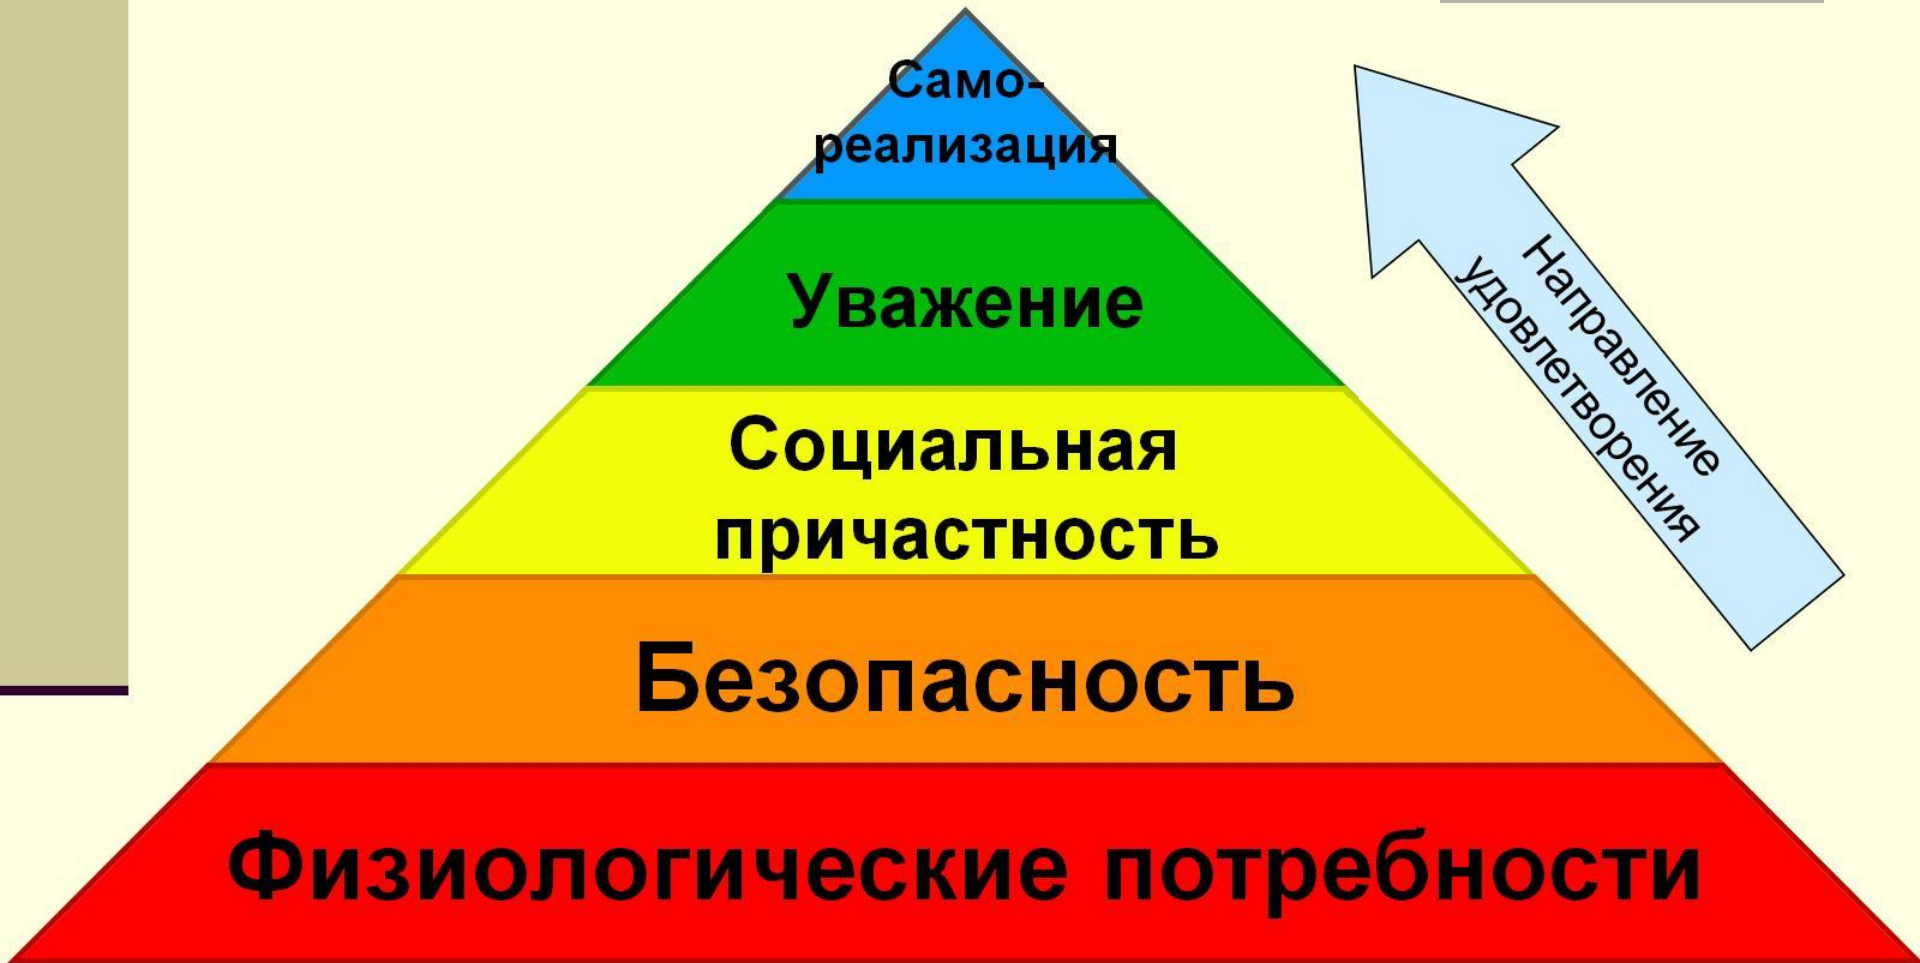 Само-
реализация
Уважение
Социальная
причастность
Безопасность
Физиологические потребности
Направление
удовлетворения